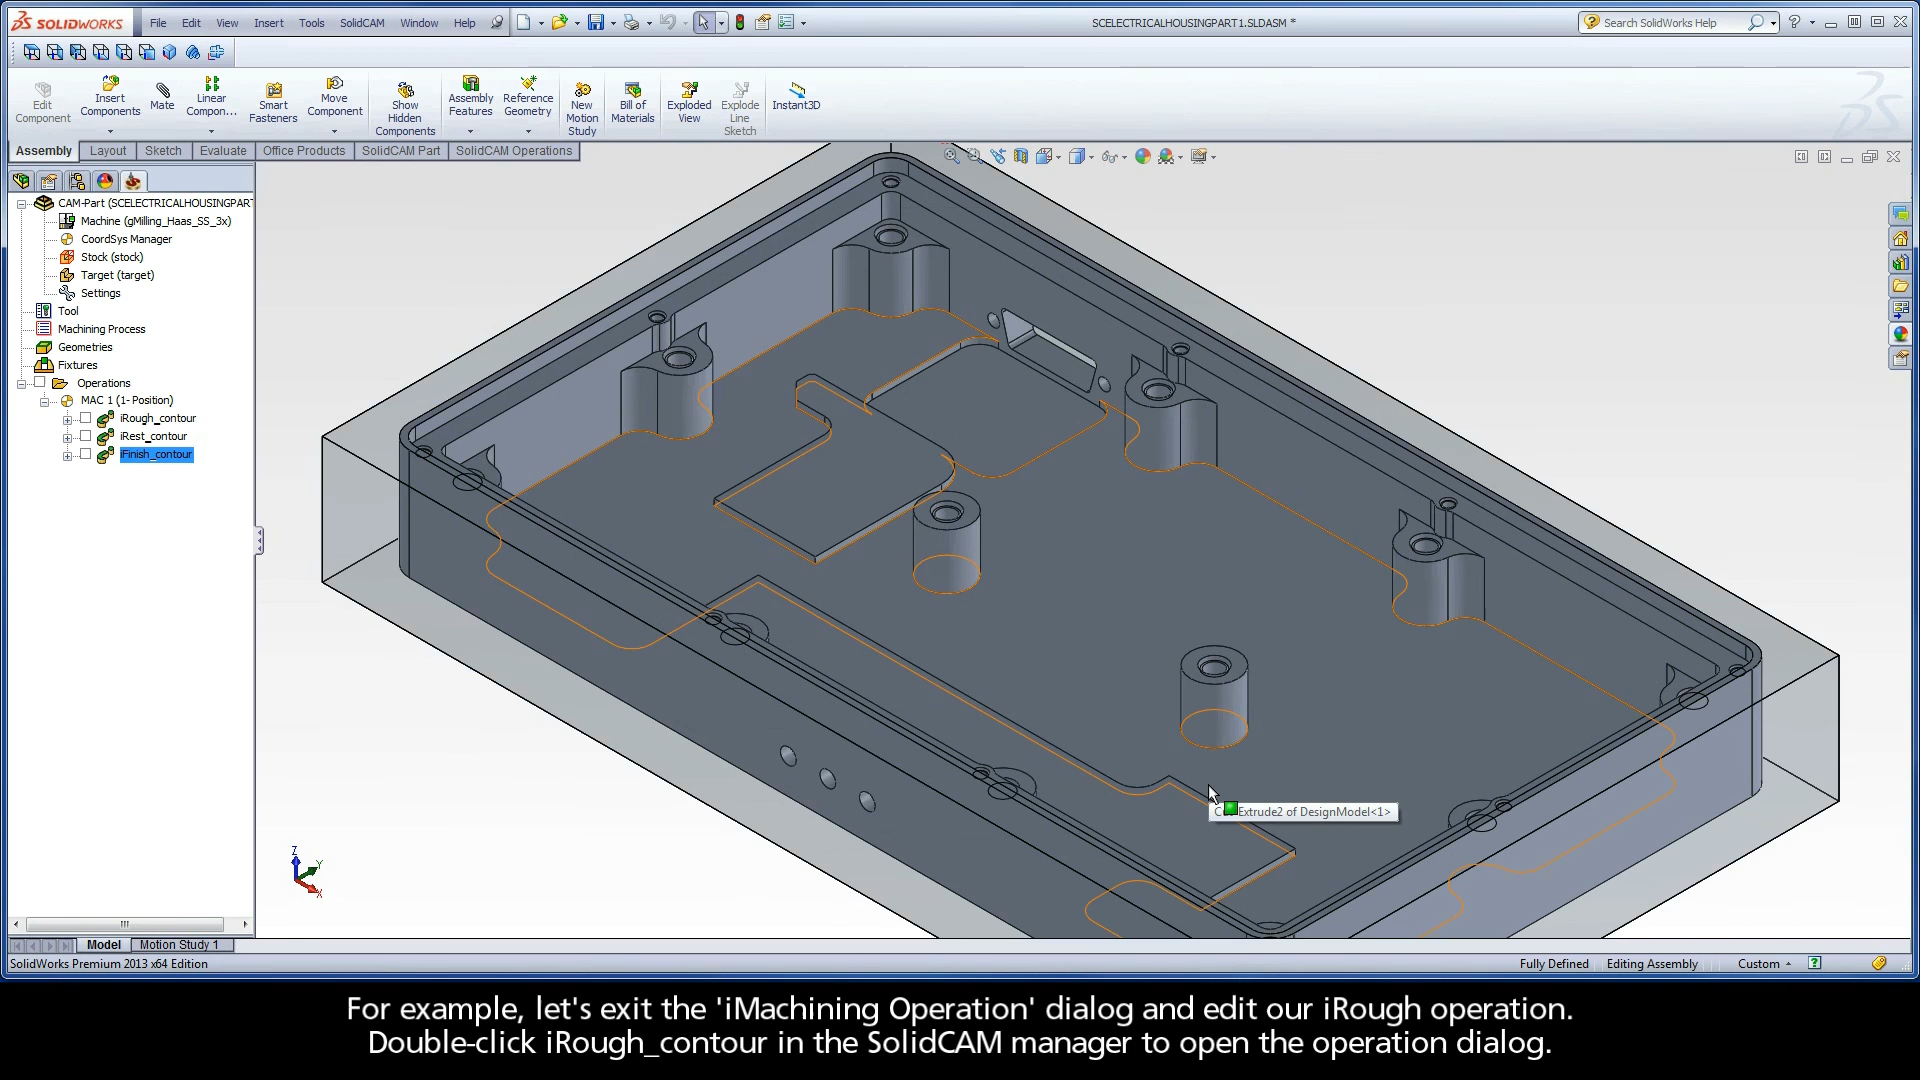 SOLIDWORKS File Edit View Insert Tools SolidCAM Window Help SCELECTRICALHOUSINGPART1.SLDASM * Search SolidWorks Help
Edit Component
Insert Components
Mate
Linear Compon...
Smart Fasteners
Move Component
Show Hidden Components
Assembly Features
Reference Geometry
New Motion Study
Bill of Materials
Exploded View
Explode Line Sketch
Instant3D
Assembly Layout Sketch Evaluate Office Products SolidCAM Part SolidCAM Operations
CAM-Part (SCELECTRICALHOUSINGPART
Machine (gMilling_Haas_SS_3x)
CoordSys Manager
Stock (stock)
Target (target)
Settings
Tool
Machining Process
Geometries
Fixtures
Operations
MAC 1 (1- Position)
iRough_contour
iRest_contour
iFinish_contour
Extrude2 of DesignModel<1>
Z
Y
X
Model Motion Study 1
SolidWorks Premium 2013 x64 Edition Fully Defined Editing Assembly Custom
For example, let's exit the 'iMachining Operation' dialog and edit our iRough operation.
Double-click iRough_contour in the SolidCAM manager to open the operation dialog.